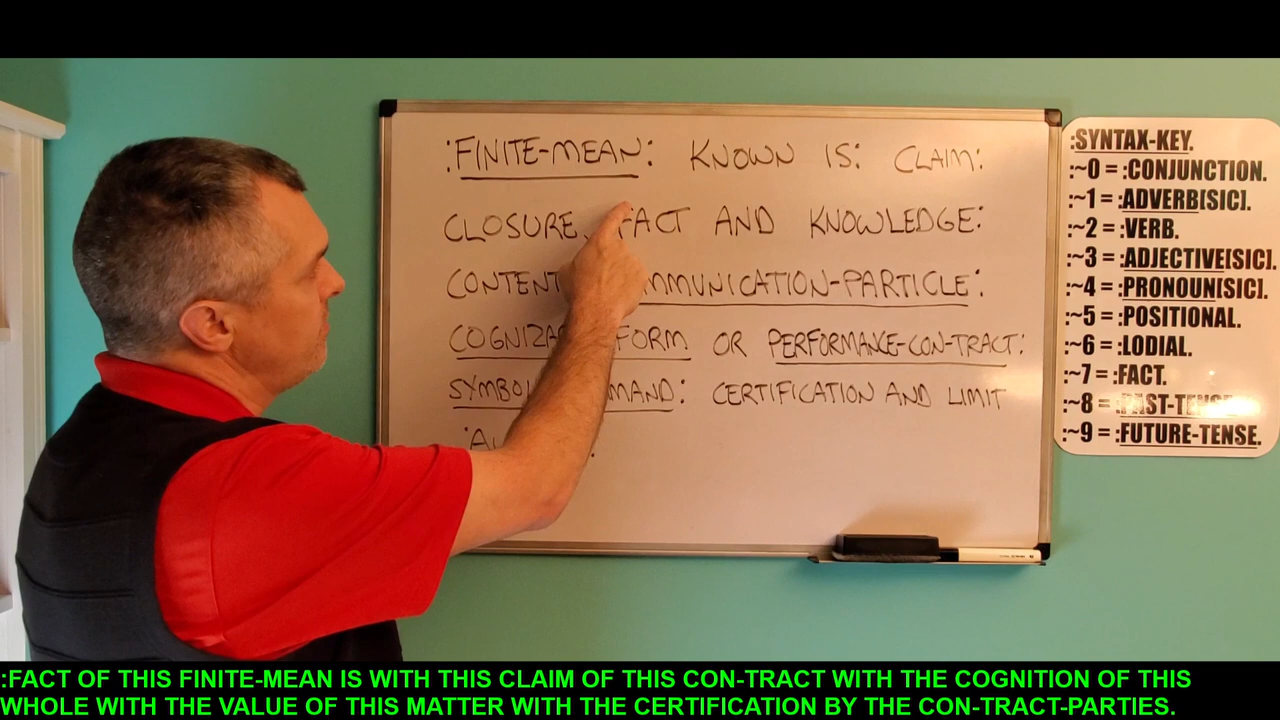 :FINITE-MEAN: KNOWN IS: CLAIM:
CLOSURE, FACT AND KNOWLEDGE:
CONTENT
COGNIZA FORM OR PERFORMANCE-CON-TRACT:
SYMBOL MAND: CERTIFICATION AND LIMIT
:SYNTAX-KEY.
:~0 = :CONJUNCTION.
:~1 = :ADVERB[SIC].
:~2 = :VERB.
:~3 = :ADJECTIVE[SIC].
:~4 = :PRONOUN[SIC].
:~5 = :POSITIONAL.
:~6 = :LODIAL.
:~7 = :FACT.
:~8 = :PAST-TENSE.
:~9 = :FUTURE-TENSE.
:FACT OF THIS FINITE-MEAN IS WITH THIS CLAIM OF THIS CON-TRACT WITH THE COGNITION OF THIS
WHOLE WITH THE VALUE OF THIS MATTER WITH THE CERTIFICATION BY THE CON-TRACT-PARTIES.